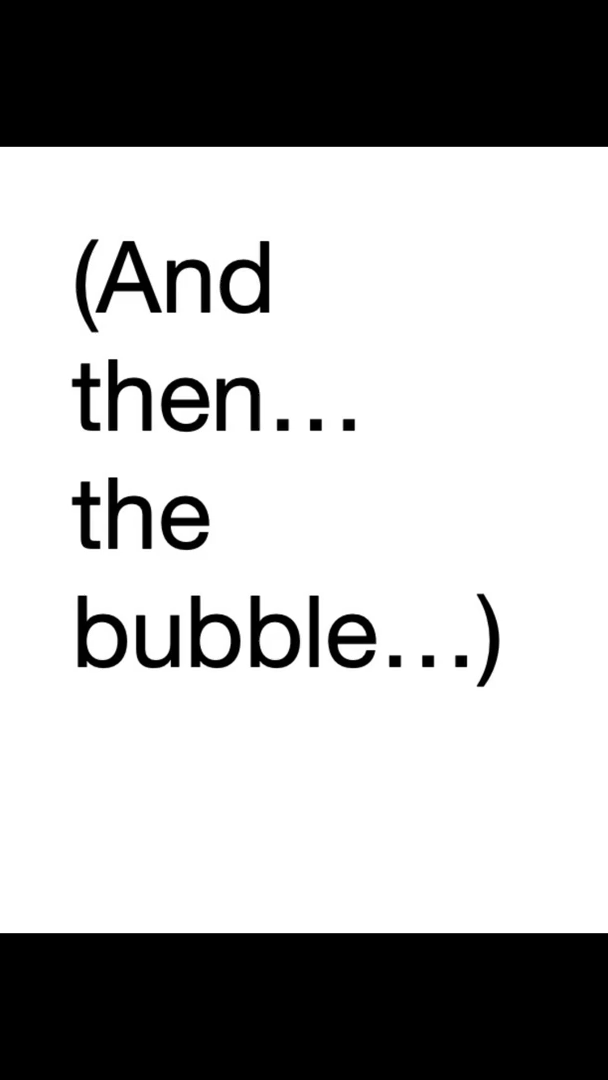 (And
then…
the
bubble…)